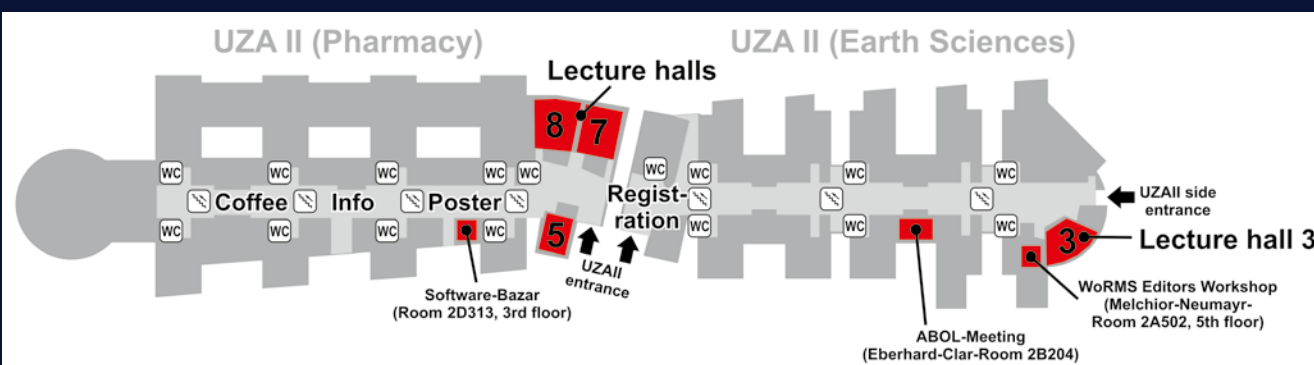 UZA II (Pharmacy)
UZA II (Earth Sciences)
Lecture halls
8
7
WC
WC
WC
WC
WC
WC
WC
WC
WC
Coffee
Info
Poster
Regist-
ration
UZAII side
entrance
WC
WC
WC
WC
WC
WC
WC
5
3
Lecture hall 3
UZAII
entrance
Software-Bazar
(Room 2D313, 3rd floor)
WoRMS Editors Workshop
(Melchior-Neumayr-
Room 2A502, 5th floor)
ABOL-Meeting
(Eberhard-Clar-Room 2B204)